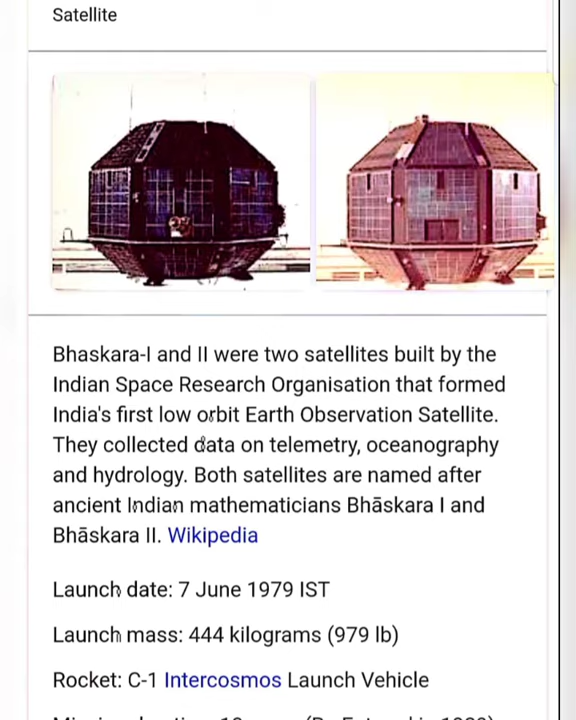 Satellite
Bhaskara-I and II were two satellites built by the
Indian Space Research Organisation that formed
India's first low orbit Earth Observation Satellite.
They collected data on telemetry, oceanography
and hydrology. Both satellites are named after
ancient Indian mathematicians Bhāskara I and
Bhāskara II. Wikipedia
Launch date: 7 June 1979 IST
Launch mass: 444 kilograms (979 lb)
Rocket: C-1 Intercosmos Launch Vehicle